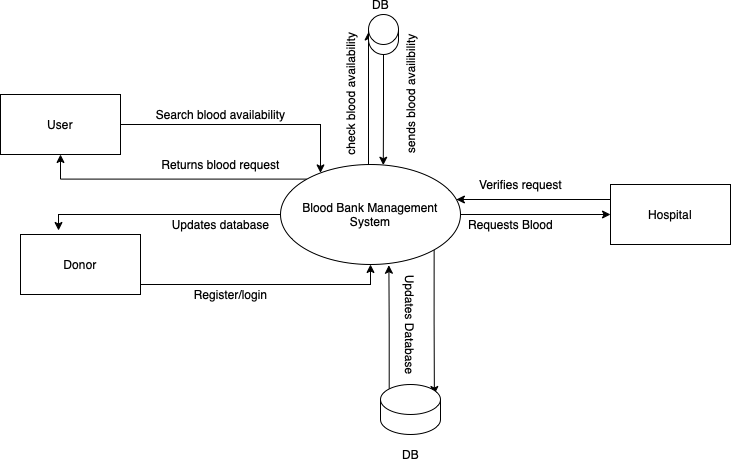 DB
check blood availability
sends blood availibility
User
Search blood availability
Returns blood request
Verifies request
Blood Bank Management
System
Hospital
Updates database
Requests Blood
Donor
Register/login
Updates Database
DB